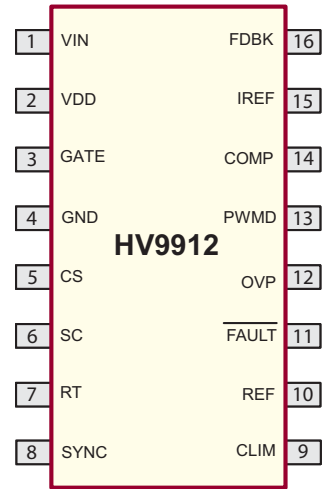 1 VIN FDBK 16
2 VDD IREF 15
3 GATE COMP 14
4 GND PWMD 13
HV9912
5 CS OVP 12
6 SC FAULT 11
7 RT REF 10
8 SYNC CLIM 9